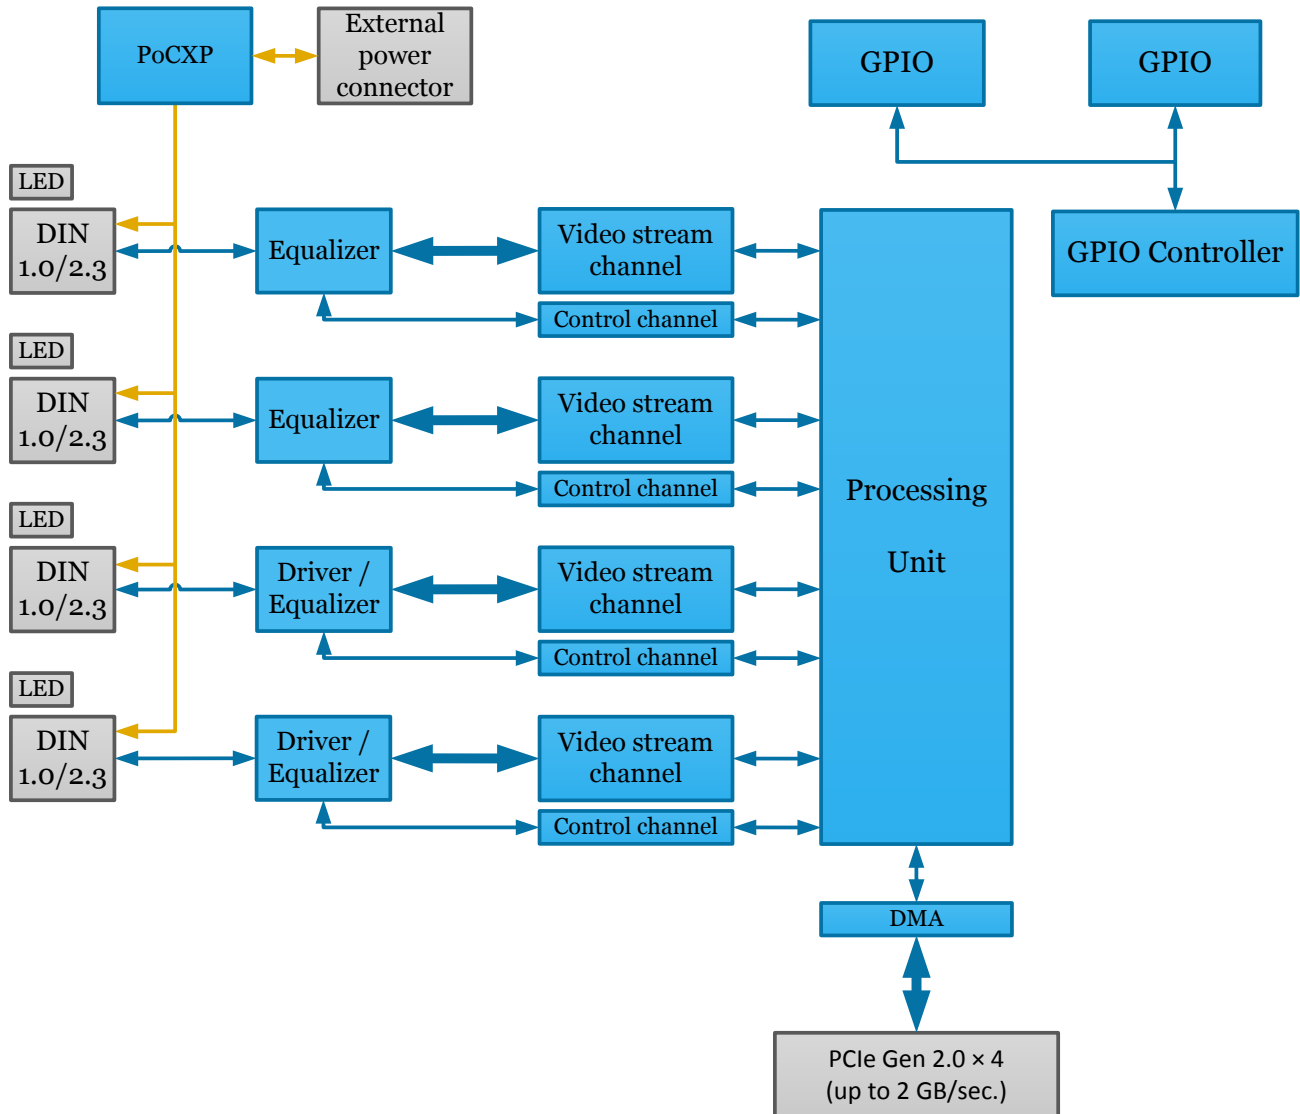 PoCXP
External
power
connector
GPIO
GPIO
LED
DIN
1.0/2.3
Equalizer
Video stream
channel
Control channel
GPIO Controller
LED
DIN
1.0/2.3
Equalizer
Video stream
channel
Control channel
Processing
Unit
LED
DIN
1.0/2.3
Driver /
Equalizer
Video stream
channel
Control channel
LED
DIN
1.0/2.3
Driver /
Equalizer
Video stream
channel
Control channel
DMA
PCIe Gen 2.0 × 4
(up to 2 GB/sec.)